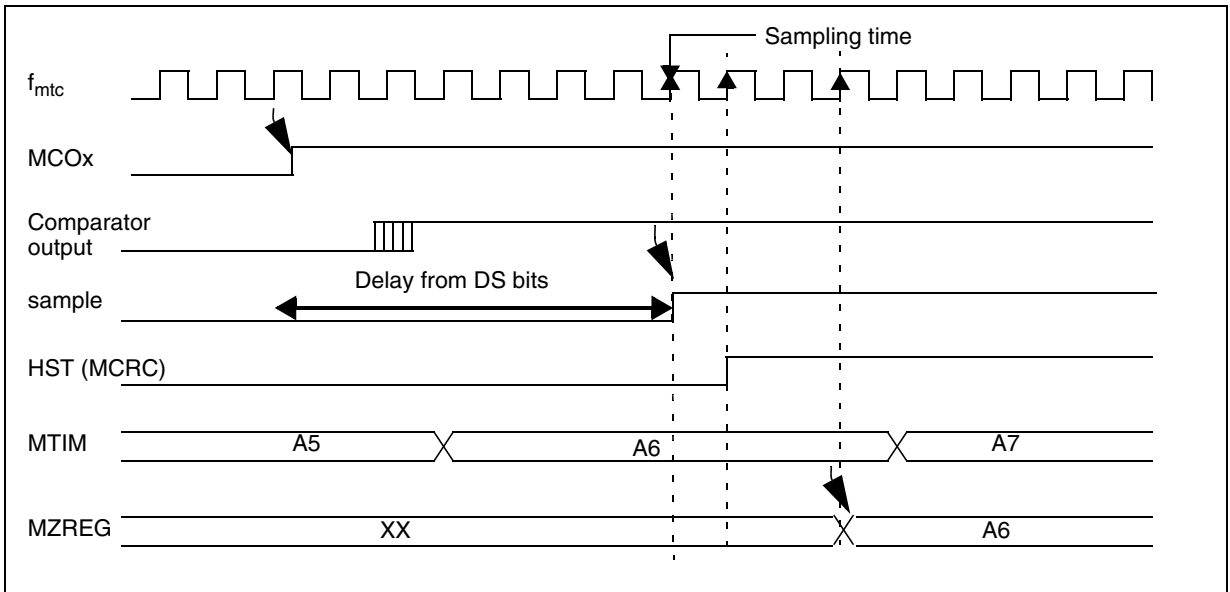 Sampling time
fmtc
MCOx
Comparator
output
Delay from DS bits
sample
HST (MCRC)
MTIM A5 A6 A7
MZREG XX A6